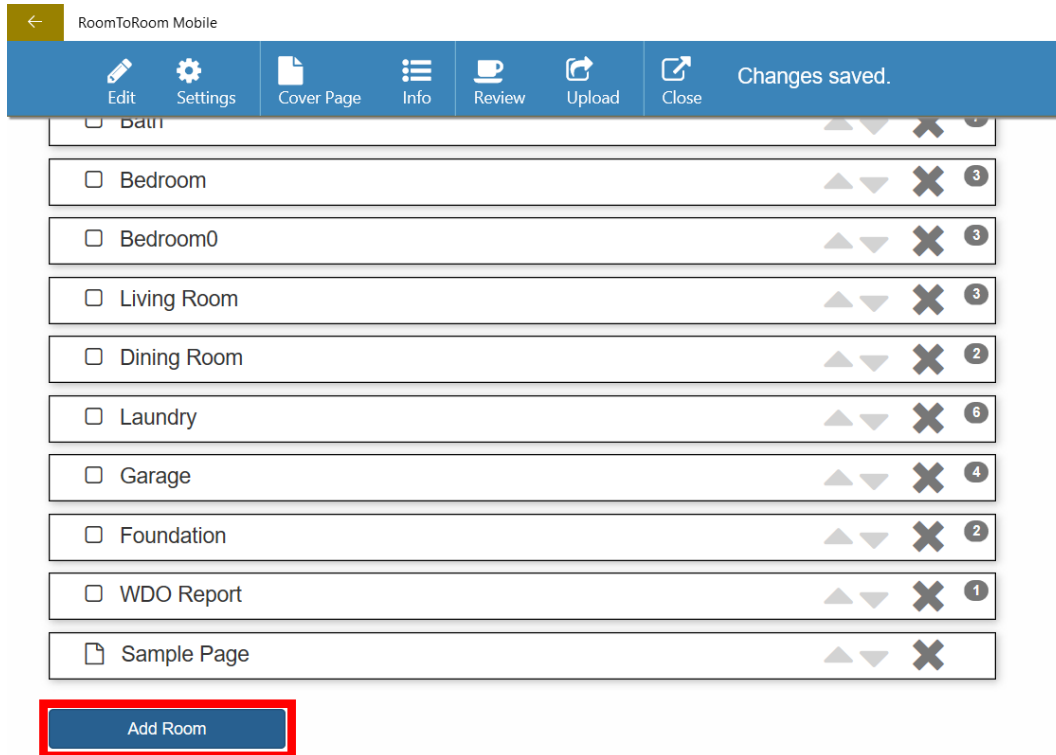 RoomToRoom Mobile
Edit Settings Cover Page Info Review Upload Close Changes saved.
Bath
Bedroom 3
Bedroom0 3
Living Room 3
Dining Room 2
Laundry 6
Garage 4
Foundation 2
WDO Report 1
Sample Page
Add Room